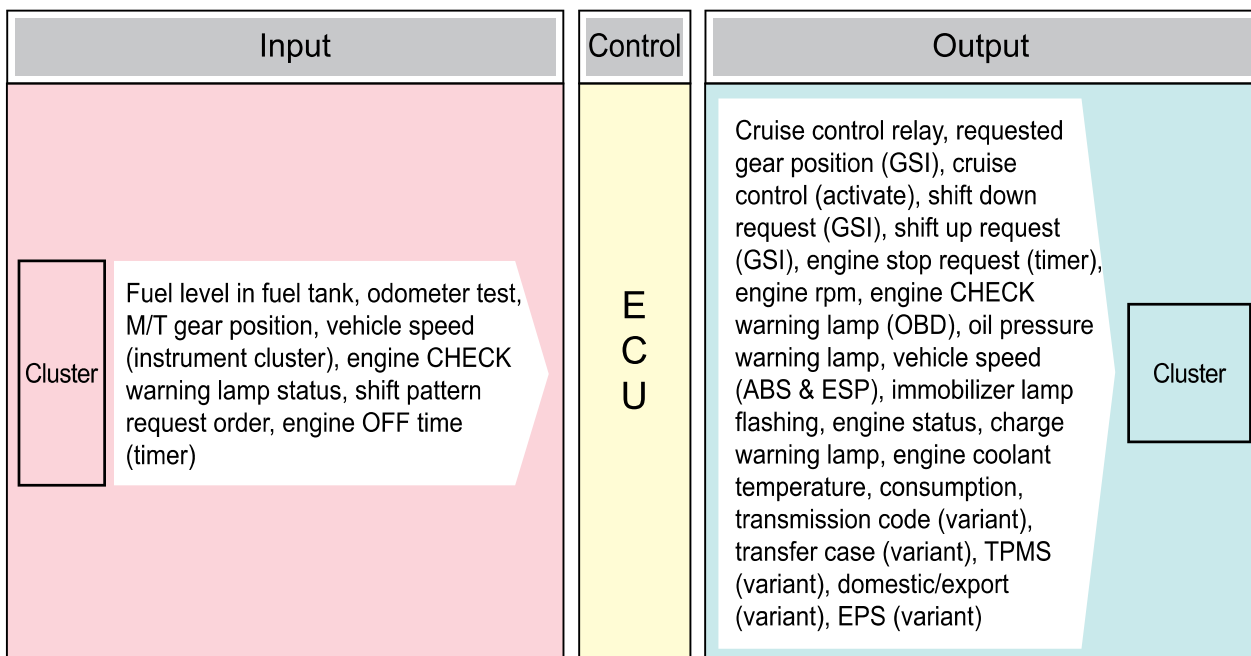 Input
Control
Output
Cluster
Fuel level in fuel tank, odometer test,
M/T gear position, vehicle speed
(instrument cluster), engine CHECK
warning lamp status, shift pattern
request order, engine OFF time
(timer)
E
C
U
Cruise control relay, requested
gear position (GSI), cruise
control (activate), shift down
request (GSI), shift up request
(GSI), engine stop request (timer),
engine rpm, engine CHECK
warning lamp (OBD), oil pressure
warning lamp, vehicle speed
(ABS & ESP), immobilizer lamp
flashing, engine status, charge
warning lamp, engine coolant
temperature, consumption,
transmission code (variant),
transfer case (variant), TPMS
(variant), domestic/export
(variant), EPS (variant)
Cluster